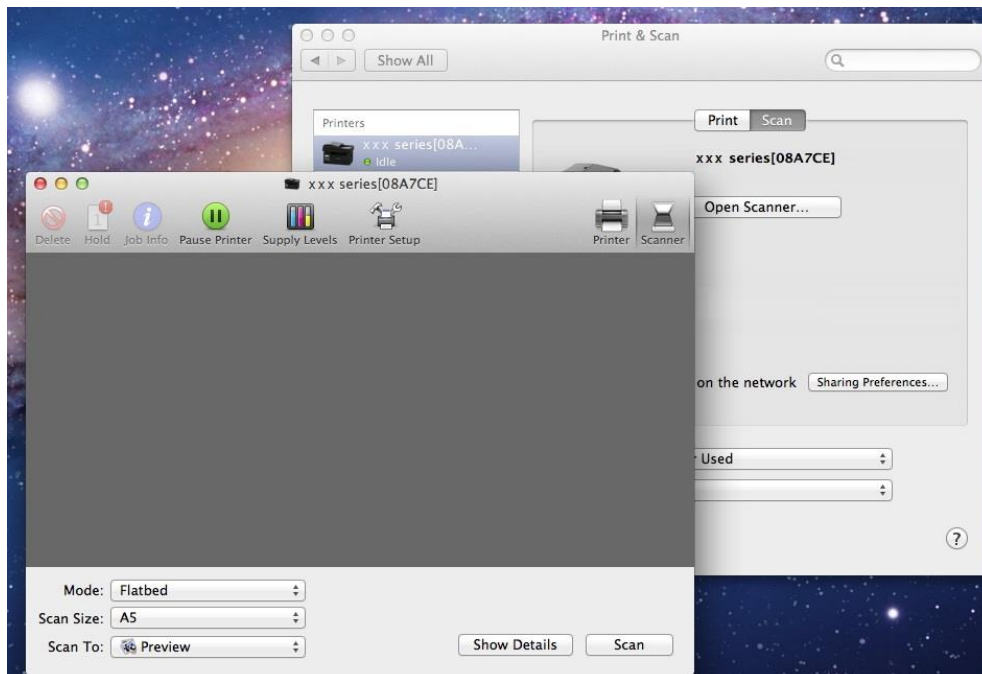 Print & Scan
Show All
Printers
xxx series[08A...
Idle
Print Scan
xxx series[08A7CE]
Open Scanner...
on the network Sharing Preferences...
Used
?
xxx series[08A7CE]
Delete Hold Job Info Pause Printer Supply Levels Printer Setup Printer Scanner
Mode: Flatbed
Scan Size: A5
Scan To: Preview
Show Details Scan